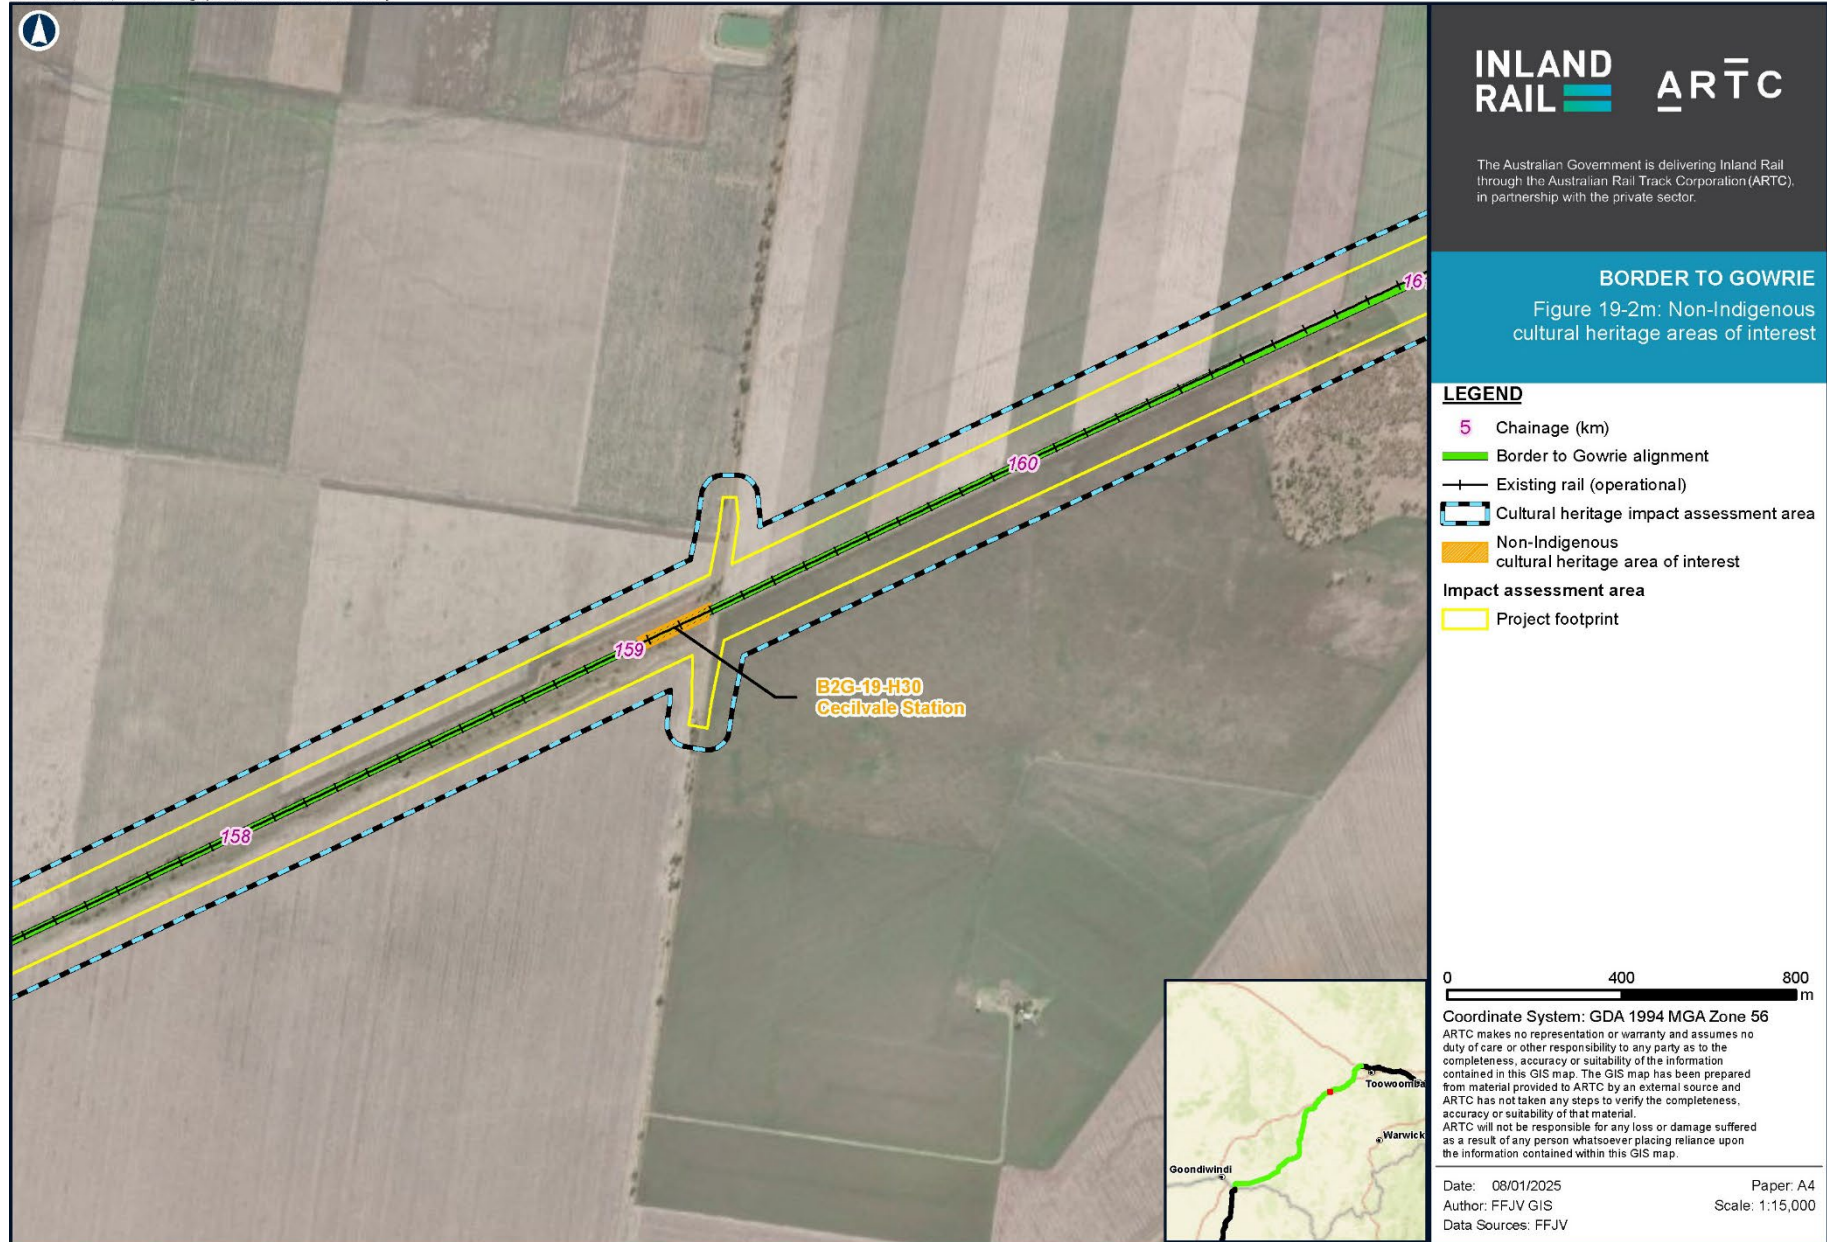 INLAND
RAIL
ARTC
The Australian Government is delivering Inland Rail
through the Australian Rail Track Corporation (ARTC),
in partnership with the private sector.
BORDER TO GOWRIE
Figure 19-2m: Non-Indigenous
cultural heritage areas of interest
LEGEND
5 Chainage (km)
Border to Gowrie alignment
Existing rail (operational)
Cultural heritage impact assessment area
Non-Indigenous
cultural heritage area of interest
Impact assessment area
Project footprint
161
160
159
B2G-19-H30
Cecilvale Station
158
Toowoomba
Warwick
Goondiwindi
0 400 800
m
Coordinate System: GDA 1994 MGA Zone 56
ARTC makes no representation or warranty and assumes no
duty of care or other responsibility to any party as to the
completeness, accuracy or suitability of the information
contained in this GIS map. The GIS map has been prepared
from material provided to ARTC by an external source and
ARTC has not taken any steps to verify the completeness,
accuracy or suitability of that material.
ARTC will not be responsible for any loss or damage suffered
as a result of any person whatsoever placing reliance upon
the information contained within this GIS map.
Date: 08/01/2025 Paper: A4
Author: FFJV GIS Scale: 1:15,000
Data Sources: FFJV